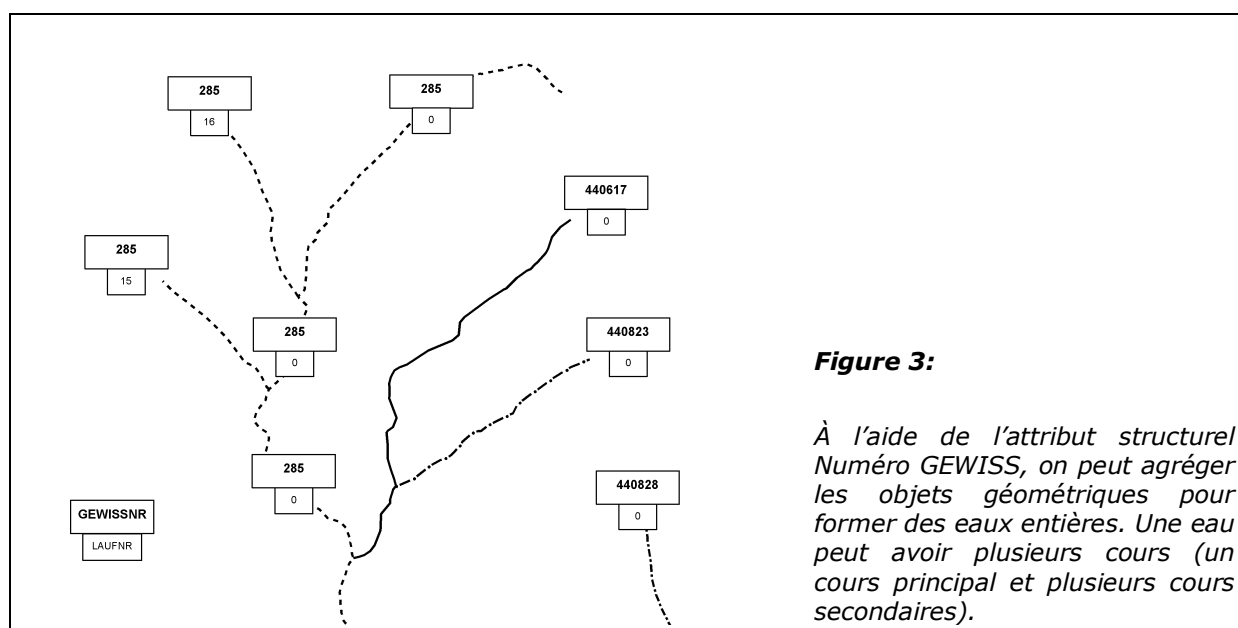 285
16
285
0
440617
0
285
15
285
0
440823
0
285
0
440828
0
GEWISSNR
LAUFNR
Figure 3:
À l’aide de l’attribut structurel
Numéro GEWISS, on peut agréger
les objets géométriques pour
former des eaux entières. Une eau
peut avoir plusieurs cours (un
cours principal et plusieurs cours
secondaires).